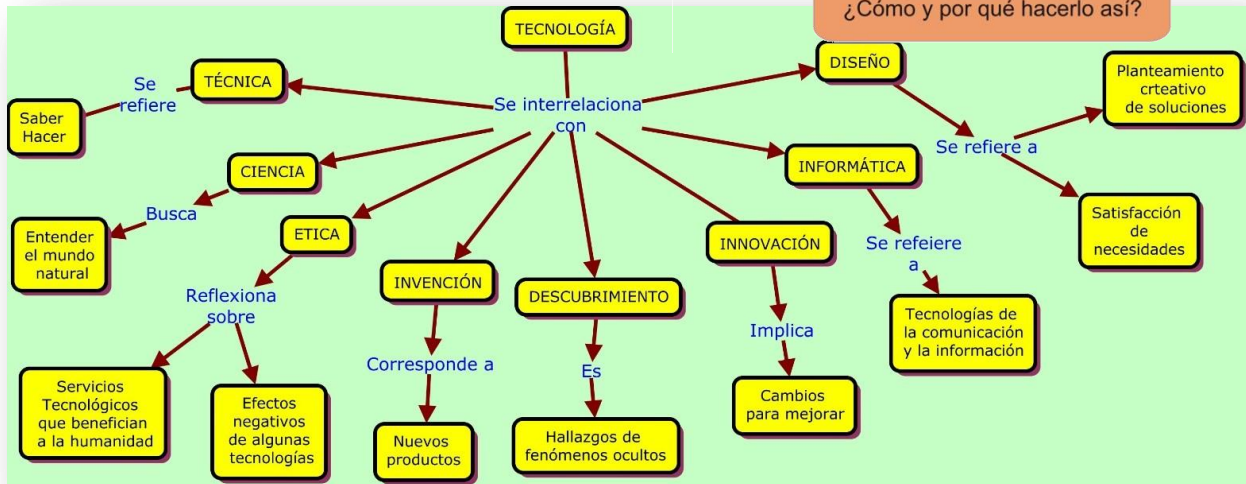 ¿Cómo y por qué hacerlo así?
TECNOLOGÍA
Se interrelaciona
con
TÉCNICA
Se
refiere
Saber
Hacer
CIENCIA
Busca
Entender
el mundo
natural
ETICA
Reflexiona
sobre
Servicios
Tecnológicos
que benefician
a la humanidad
Efectos
negativos
de algunas
tecnologías
INVENCIÓN
Corresponde a
Nuevos
productos
DESCUBRIMIENTO
Es
Hallazgos de
fenómenos ocultos
INNOVACIÓN
Implica
Cambios
para mejorar
INFORMÁTICA
Se refeiere
a
Tecnologías de
la comunicación
y la información
DISEÑO
Se refiere a
Planteamiento
crteativo
de soluciones
Satisfacción
de
necesidades